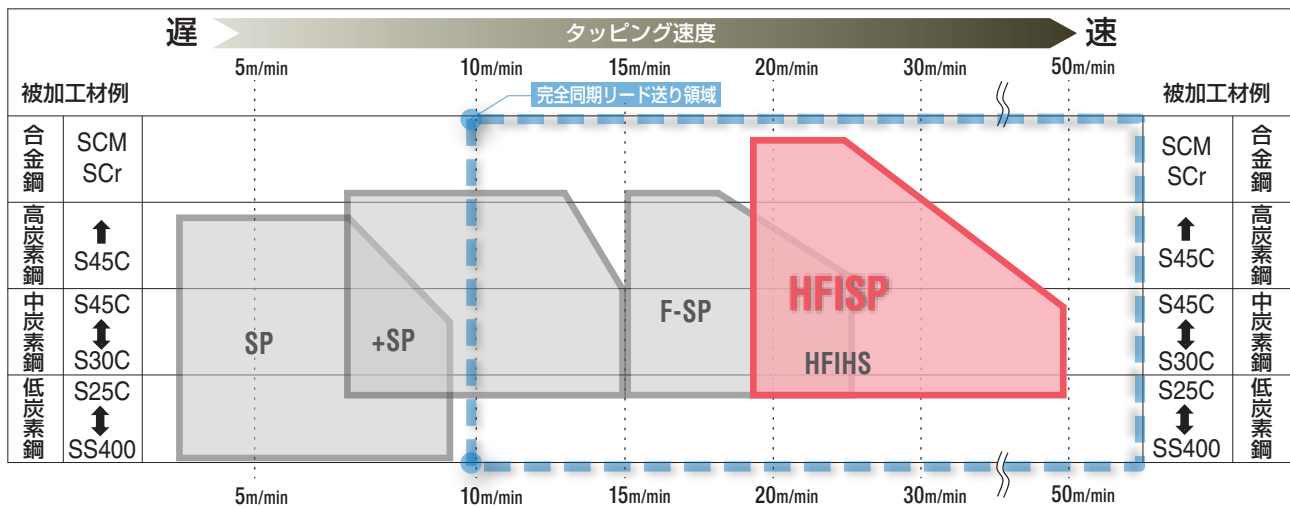 遅 タッピング速度 速
5m/min 10m/min 15m/min 20m/min 30m/min 50m/min
被加工材例 完全同期リード送り領域 被加工材例
合金鋼 SCM SCr
高炭素鋼 ⬆ S45C
中炭素鋼 S45C ⬍ S30C
低炭素鋼 S25C ⬍ SS400
SP
+SP
F-SP
HFISP
HFIHS
SCM SCr 合金鋼
⬆ S45C 高炭素鋼
S45C ⬍ S30C 中炭素鋼
S25C ⬍ SS400 低炭素鋼
5m/min 10m/min 15m/min 20m/min 30m/min 50m/min